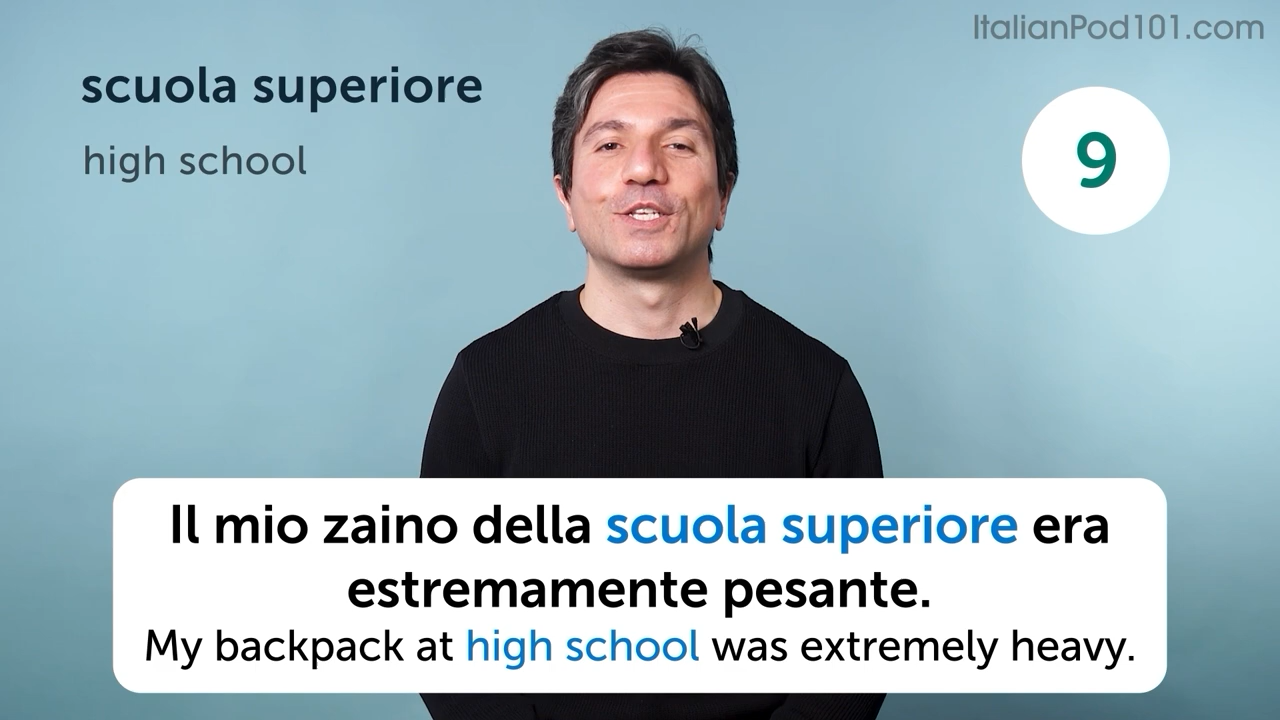 ItalianPod101.com
scuola superiore
high school
9
Il mio zaino della scuola superiore era
estremamente pesante.
My backpack at high school was extremely heavy.